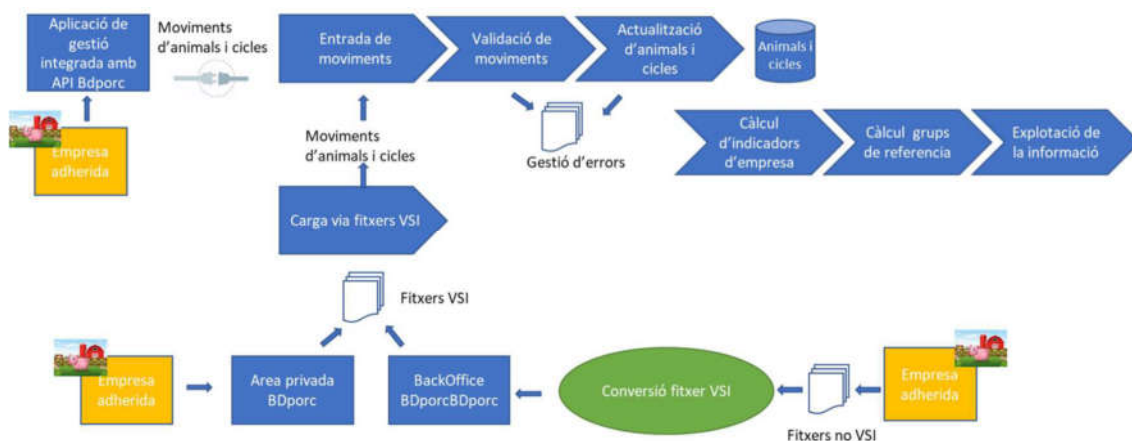 Aplicació de
gestió
integrada amb
API Bdporc
Moviments
d'animals i cicles
Entrada de
moviments
Validació de
moviments
Actualització
d'animals i
cicles
Animals i
cicles
Empresa
adherida
Moviments
d'animals i cicles
Gestió d'errors
Càlcul
d'indicadors
d'empresa
Càlcul grups
de referencia
Explotació de
la informació
Carga via fitxers VSI
Fitxers VSI
Empresa
adherida
Area privada
BDporc
BackOffice
BDporcBDporc
Conversió fitxer VSI
Fitxers no VSI
Empresa
adherida